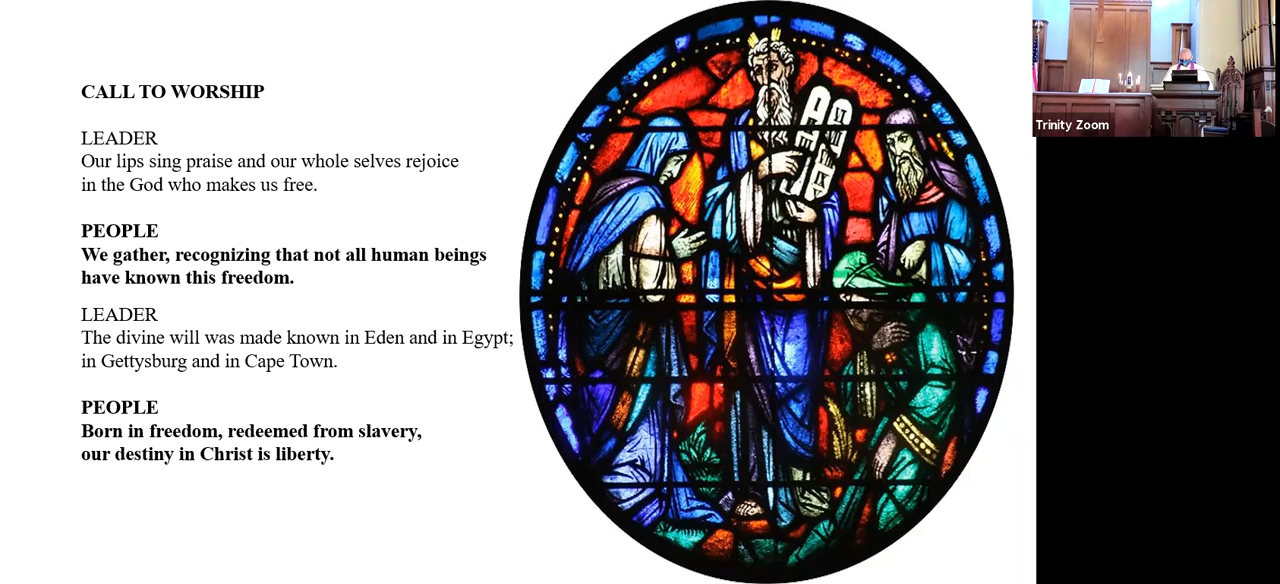 CALL TO WORSHIP
LEADER
Our lips sing praise and our whole selves rejoice
in the God who makes us free.
PEOPLE
We gather, recognizing that not all human beings
have known this freedom.
LEADER
The divine will was made known in Eden and in Egypt;
in Gettysburg and in Cape Town.
PEOPLE
Born in freedom, redeemed from slavery,
our destiny in Christ is liberty.
Trinity Zoom